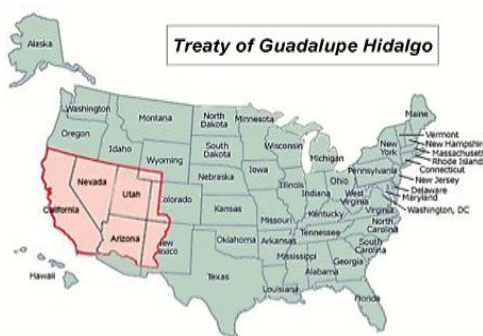 Treaty of Guadalupe Hidalgo
Alaska
Washington
Montana
North
Dakota
Minnesota
Maine
Oregon
Idaho
Wyoming
South
Dakota
Wisconsin
Michigan
New
York
Vermont
New Hampshire
Massachusetts
Rhode Island
Connecticut
New Jersey
Delaware
Maryland
Washington, DC
Nevada
Utah
California
Colorado
Nebraska
Iowa
Illinois
Indiana
Ohio
Pennsylvania
West
Virginia
Virginia
Kansas
Missouri
Kentucky
North
Carolina
Arizona
New
Mexico
Oklahoma
Arkansas
Tennessee
South
Carolina
Texas
Mississippi
Alabama
Georgia
Louisiana
Florida
Hawaii